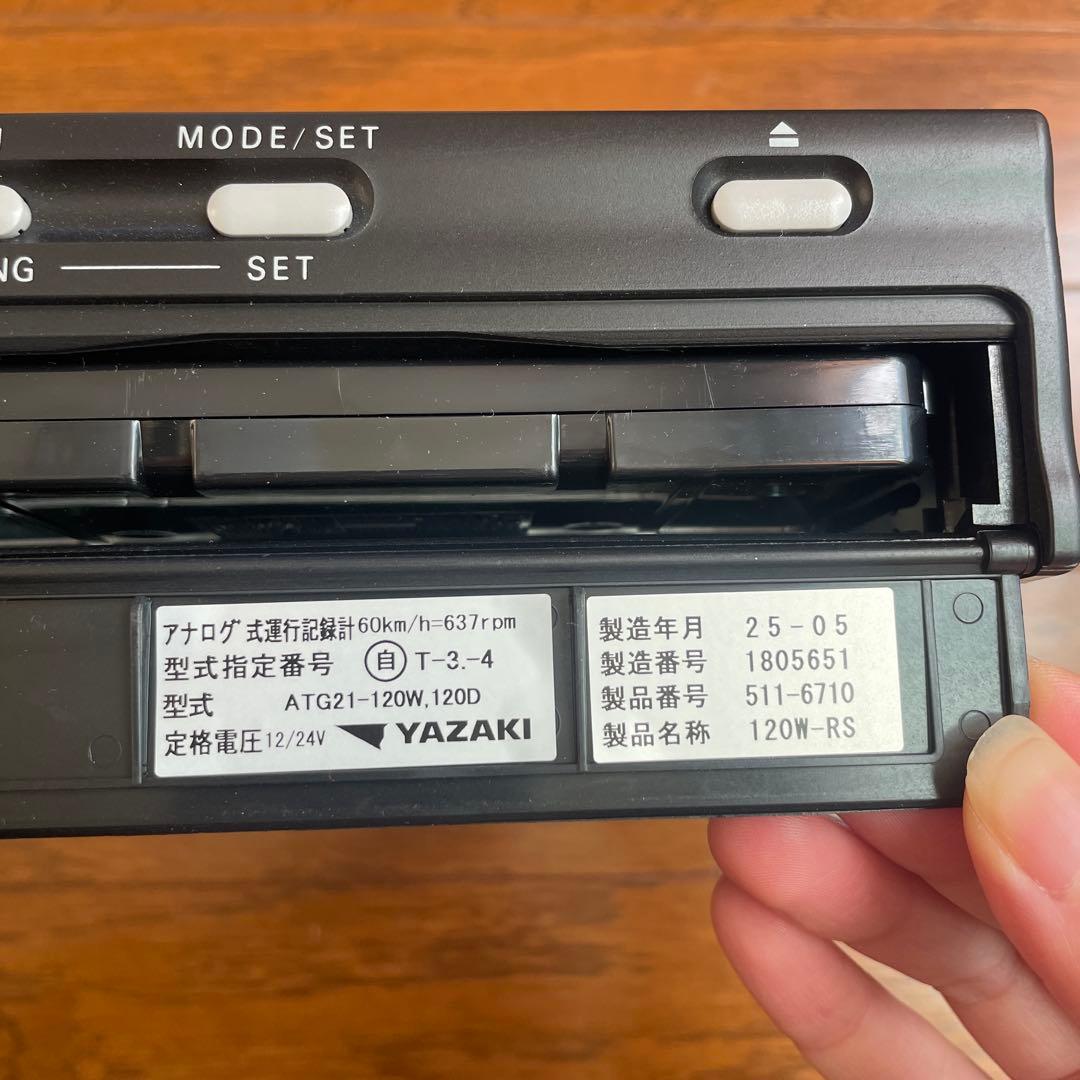 MODE/SET
NG
SET
アナログ式運行記録計60km/h=637rpm
型式指定番号 自 T-3.-4
型式 ATG21-120W,120D
定格電圧12/24V YAZAKI
製造年月 25-05
製造番号 1805651
製品番号 511-6710
製品名称 120W-RS